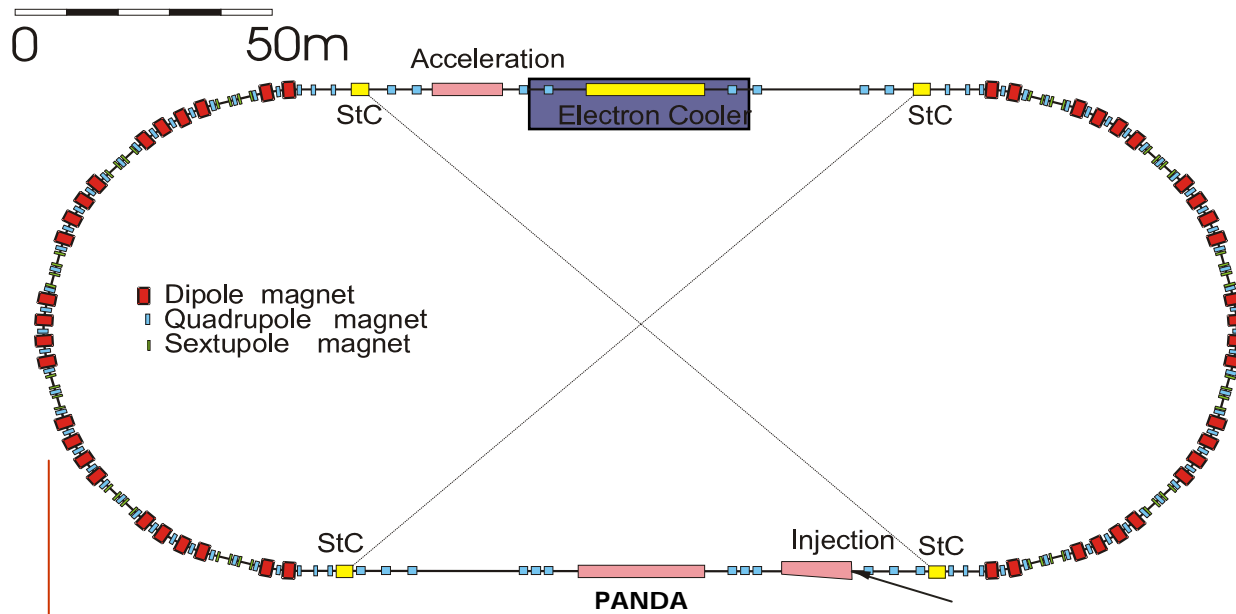 0 50m
Acceleration
StC
Electron Cooler
StC
Dipole magnet
Quadrupole magnet
Sextupole magnet
StC
Injection
StC
PANDA